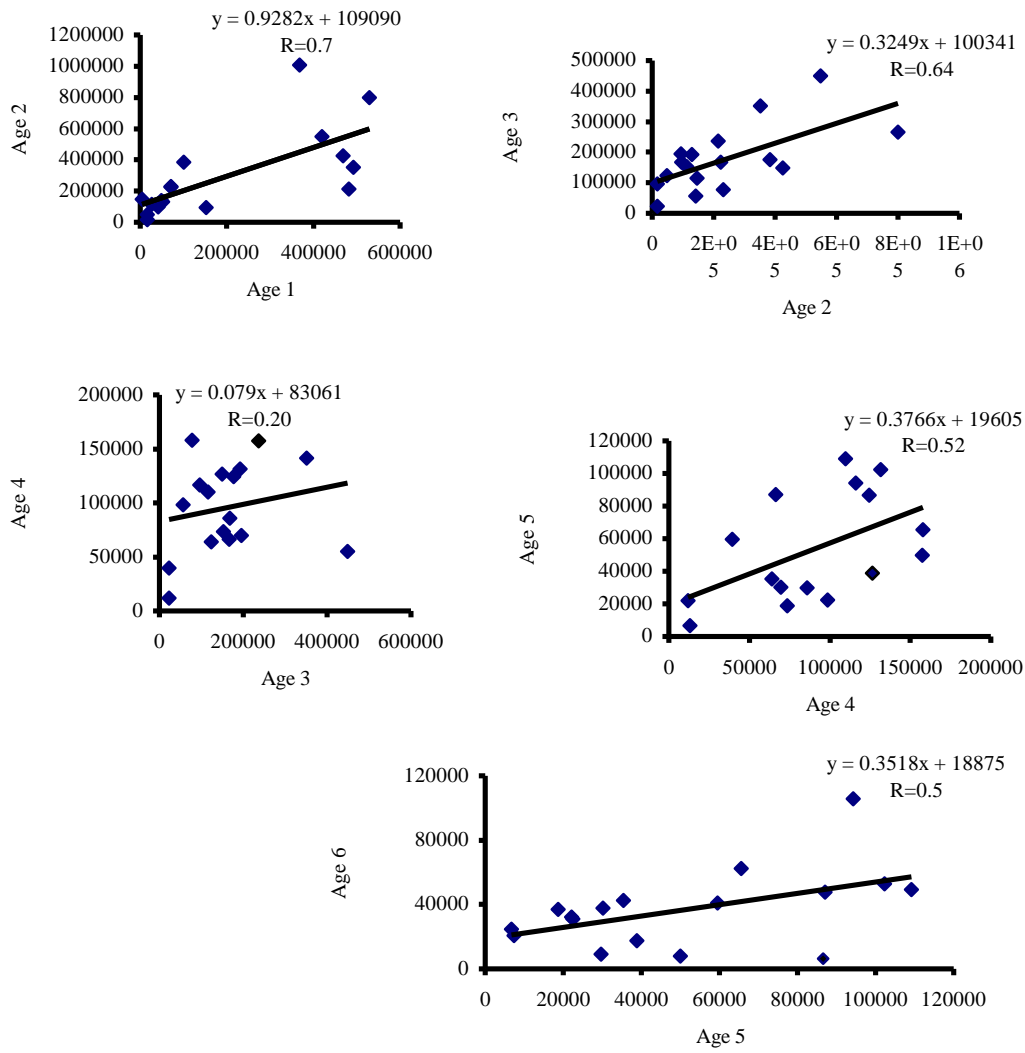 y = 0.9282x + 109090
R=0.7
1200000
1000000
800000
600000
400000
200000
0
Age 2
0 200000 400000 600000
Age 1
y = 0.3249x + 100341
R=0.64
500000
400000
300000
200000
100000
0
Age 3
0 2E+0 4E+0 6E+0 8E+0 1E+0
5 5 5 5 6
Age 2
y = 0.079x + 83061
R=0.20
200000
150000
100000
50000
0
Age 4
0 200000 400000 600000
Age 3
y = 0.3766x + 19605
R=0.52
120000
100000
80000
60000
40000
20000
0
Age 5
0 50000 100000 150000 200000
Age 4
y = 0.3518x + 18875
R=0.5
120000
80000
40000
0
Age 6
0 20000 40000 60000 80000 100000 120000
Age 5